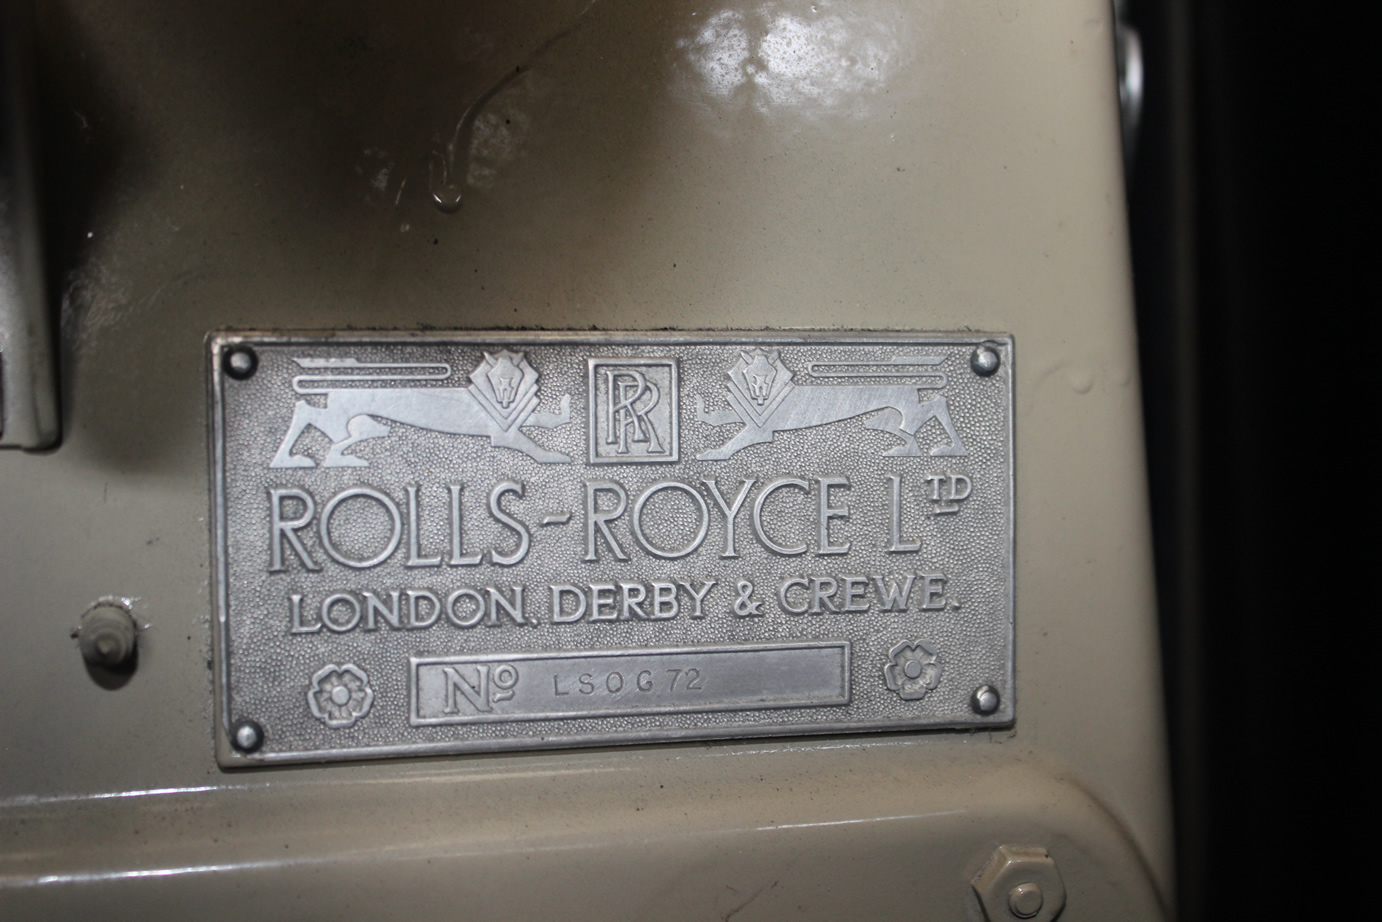 RR
ROLLS-ROYCE LTD
LONDON, DERBY & CREWE.
Nº LSOG72